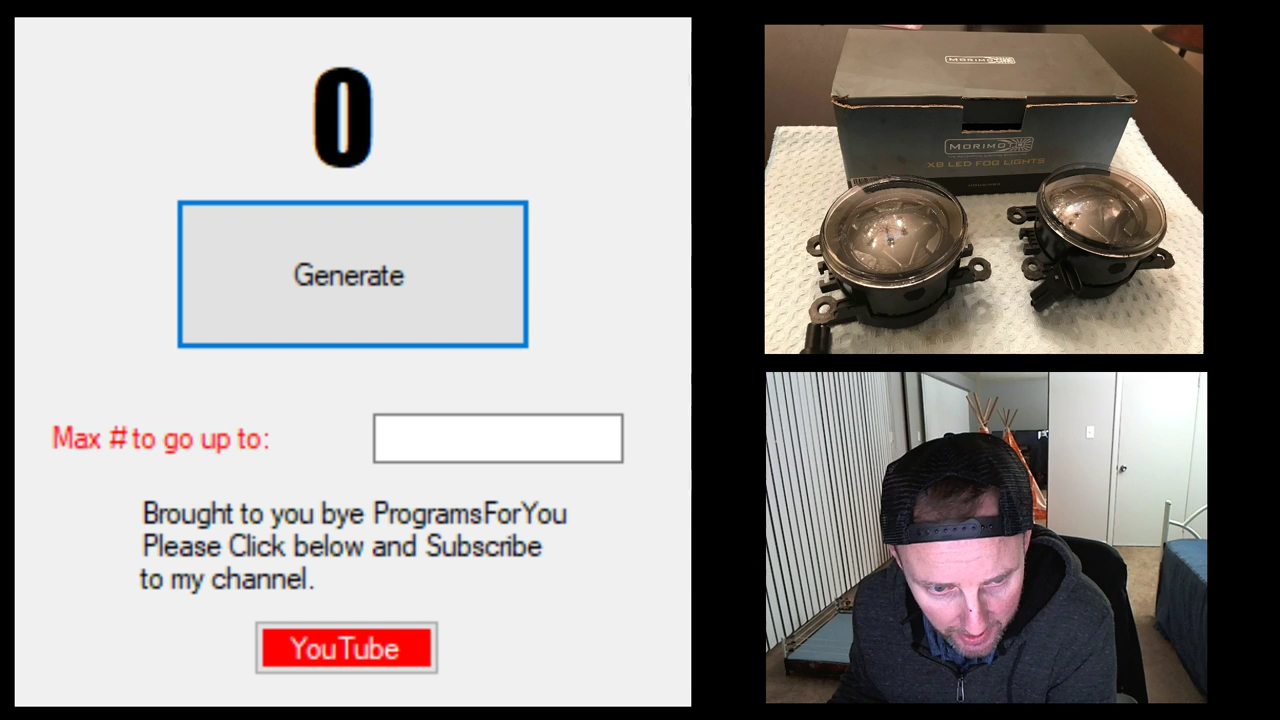 0
Generate
Max # to go up to:
Brought to you bye ProgramsForYou
Please Click below and Subscribe
to my channel.
YouTube
MORIMOTO
MORIMOTO
XB LED FOG LIGHTS